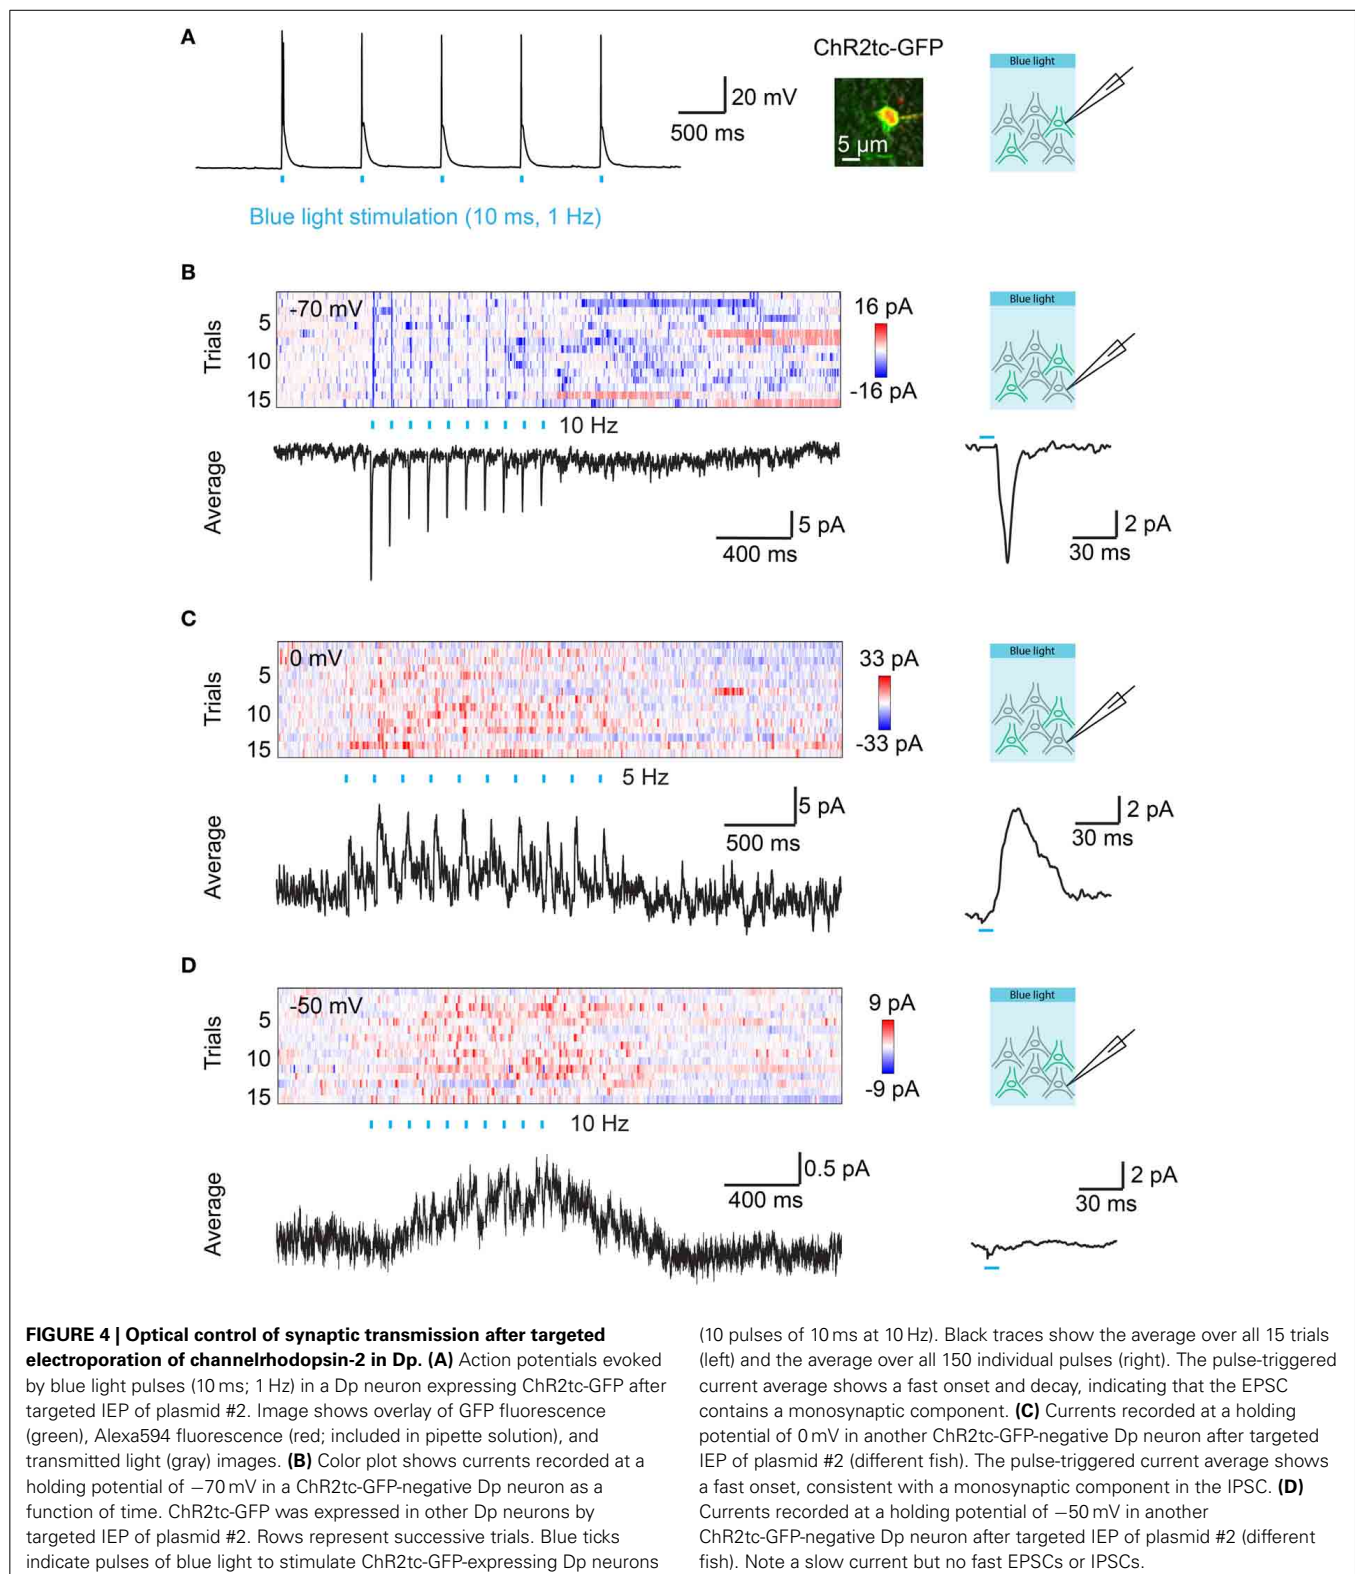 A
20 mV
500 ms
ChR2tc-GFP
5 µm
Blue light
Blue light stimulation (10 ms, 1 Hz)
B
-70 mV
Trials
5
10
15
16 pA
-16 pA
Blue light
10 Hz
Average
5 pA
400 ms
2 pA
30 ms
C
0 mV
Trials
5
10
15
33 pA
-33 pA
Blue light
5 Hz
Average
5 pA
500 ms
2 pA
30 ms
D
-50 mV
Trials
5
10
15
9 pA
-9 pA
Blue light
10 Hz
Average
0.5 pA
400 ms
2 pA
30 ms
FIGURE 4 | Optical control of synaptic transmission after targeted
electroporation of channelrhodopsin-2 in Dp. (A) Action potentials evoked
by blue light pulses (10 ms; 1 Hz) in a Dp neuron expressing ChR2tc-GFP after
targeted IEP of plasmid #2. Image shows overlay of GFP fluorescence
(green), Alexa594 fluorescence (red; included in pipette solution), and
transmitted light (gray) images. (B) Color plot shows currents recorded at a
holding potential of −70 mV in a ChR2tc-GFP-negative Dp neuron as a
function of time. ChR2tc-GFP was expressed in other Dp neurons by
targeted IEP of plasmid #2. Rows represent successive trials. Blue ticks
indicate pulses of blue light to stimulate ChR2tc-GFP-expressing Dp neurons
(10 pulses of 10 ms at 10 Hz). Black traces show the average over all 15 trials
(left) and the average over all 150 individual pulses (right). The pulse-triggered
current average shows a fast onset and decay, indicating that the EPSC
contains a monosynaptic component. (C) Currents recorded at a holding
potential of 0 mV in another ChR2tc-GFP-negative Dp neuron after targeted
IEP of plasmid #2 (different fish). The pulse-triggered current average shows
a fast onset, consistent with a monosynaptic component in the IPSC. (D)
Currents recorded at a holding potential of −50 mV in another
ChR2tc-GFP-negative Dp neuron after targeted IEP of plasmid #2 (different
fish). Note a slow current but no fast EPSCs or IPSCs.